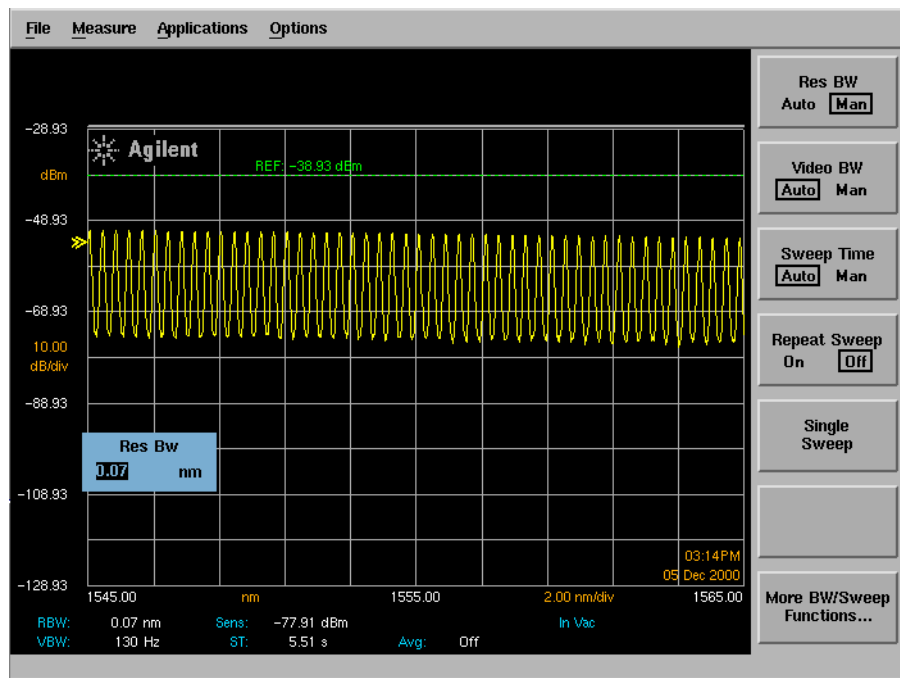 File Measure Applications Options
Res BW
Auto Man
Video BW
Auto Man
Sweep Time
Auto Man
Repeat Sweep
On Off
Single
Sweep
More BW/Sweep
Functions...
-28.93
dBm
-48.93
-68.93
10.00
dB/div
-88.93
-108.93
-128.93
Agilent
REF: -38.93 dBm
Res Bw
0.07 nm
03:14PM
05 Dec 2000
1545.00 nm 1555.00 2.00 nm/div 1565.00
RBW: 0.07 nm Sens: -77.91 dBm In Vac
VBW: 130 Hz ST: 5.51 s Avg: Off